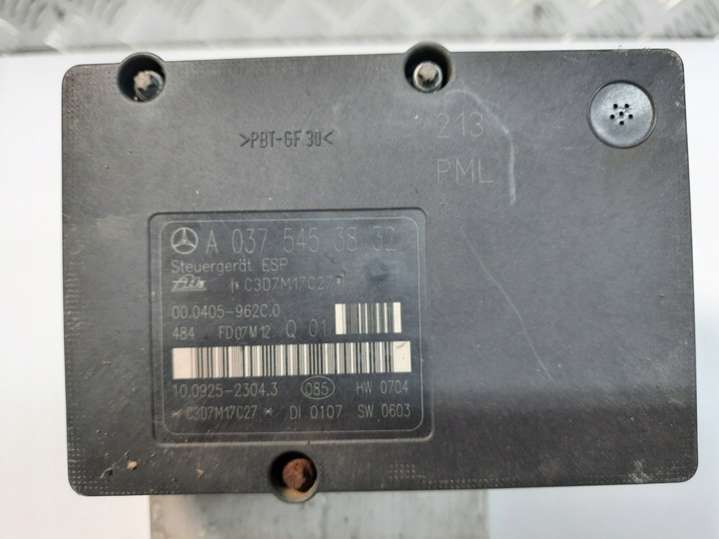 >PBT-GF 30<
213
PML
A 037 545 38 32
Steuergerät ESP
* C3D7M17C27 *
00.0405-962C.0
484 FD07M12 Q 01
10.0925-2304.3 085 HW 0704
* C3D7M17C27 * DI 0107 SW 0603